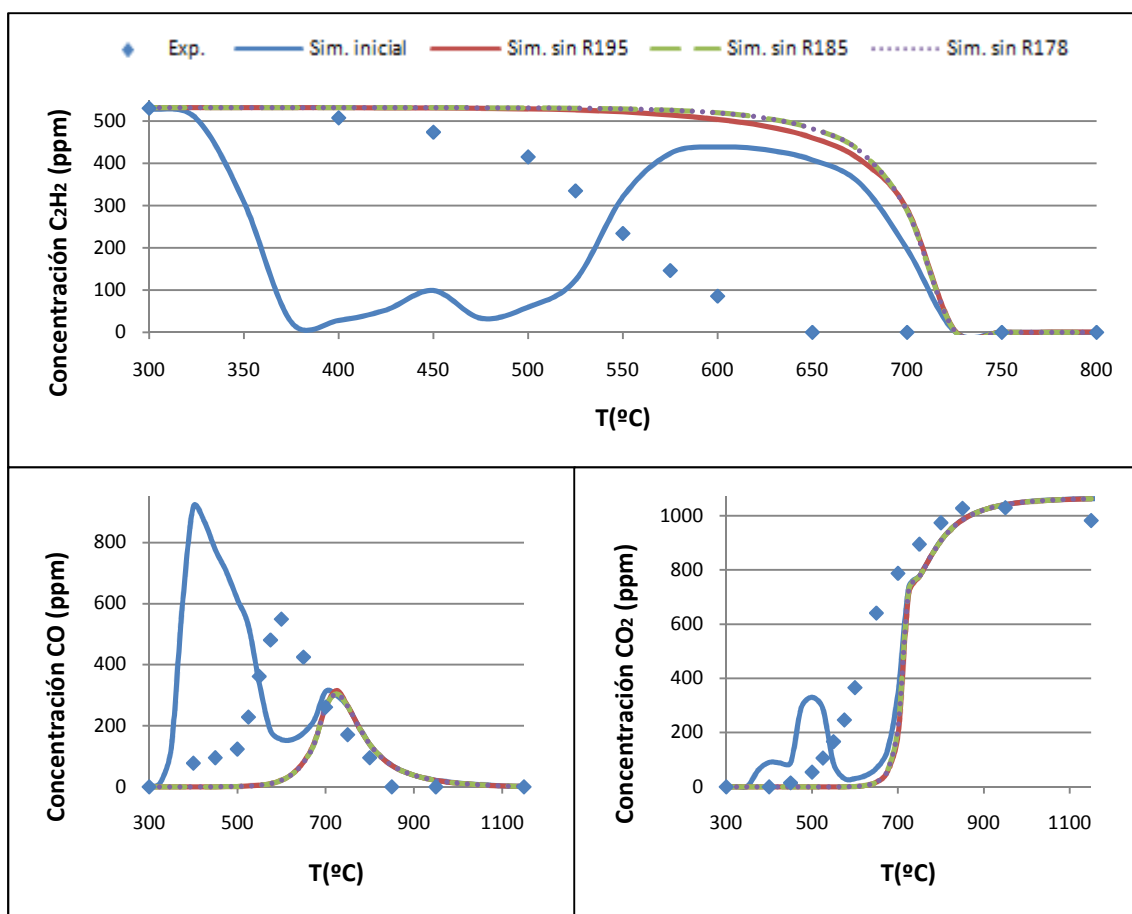 Exp. Sim. inicial Sim. sin R195 Sim. sin R185 Sim. sin R178
Concentración C2H2 (ppm)
500
400
300
200
100
0
300 350 400 450 500 550 600 650 700 750 800
T(ºC)
Concentración CO (ppm)
800
600
400
200
0
300 500 700 900 1100
T(ºC)
Concentración CO2 (ppm)
1000
800
600
400
200
0
300 500 700 900 1100
T(ºC)